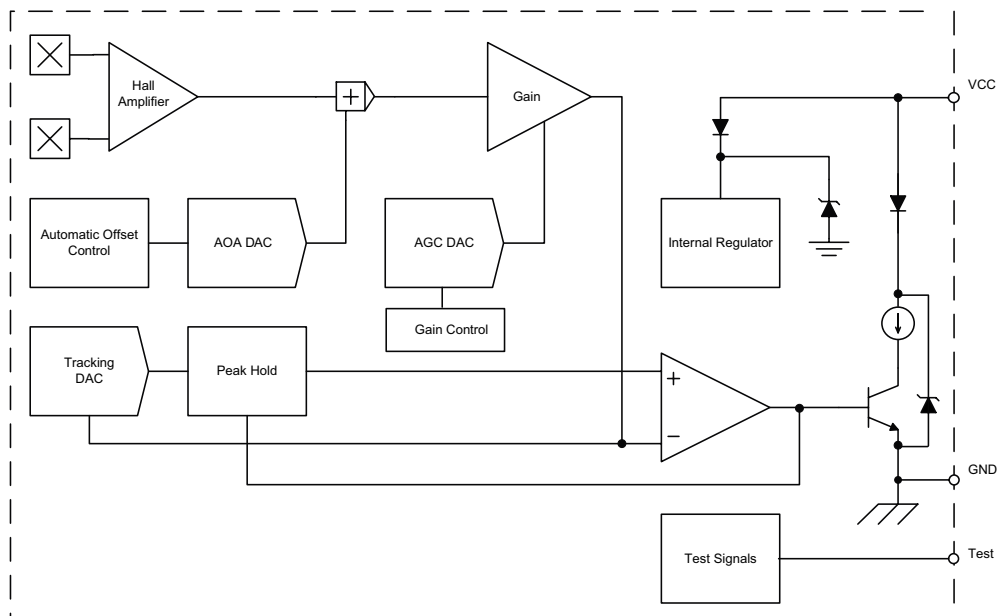 VCC
Hall
Amplifier
+
Gain
Automatic Offset
Control
AOA DAC
AGC DAC
Internal Regulator
Gain Control
Tracking
DAC
Peak Hold
+
−
GND
Test Signals
Test